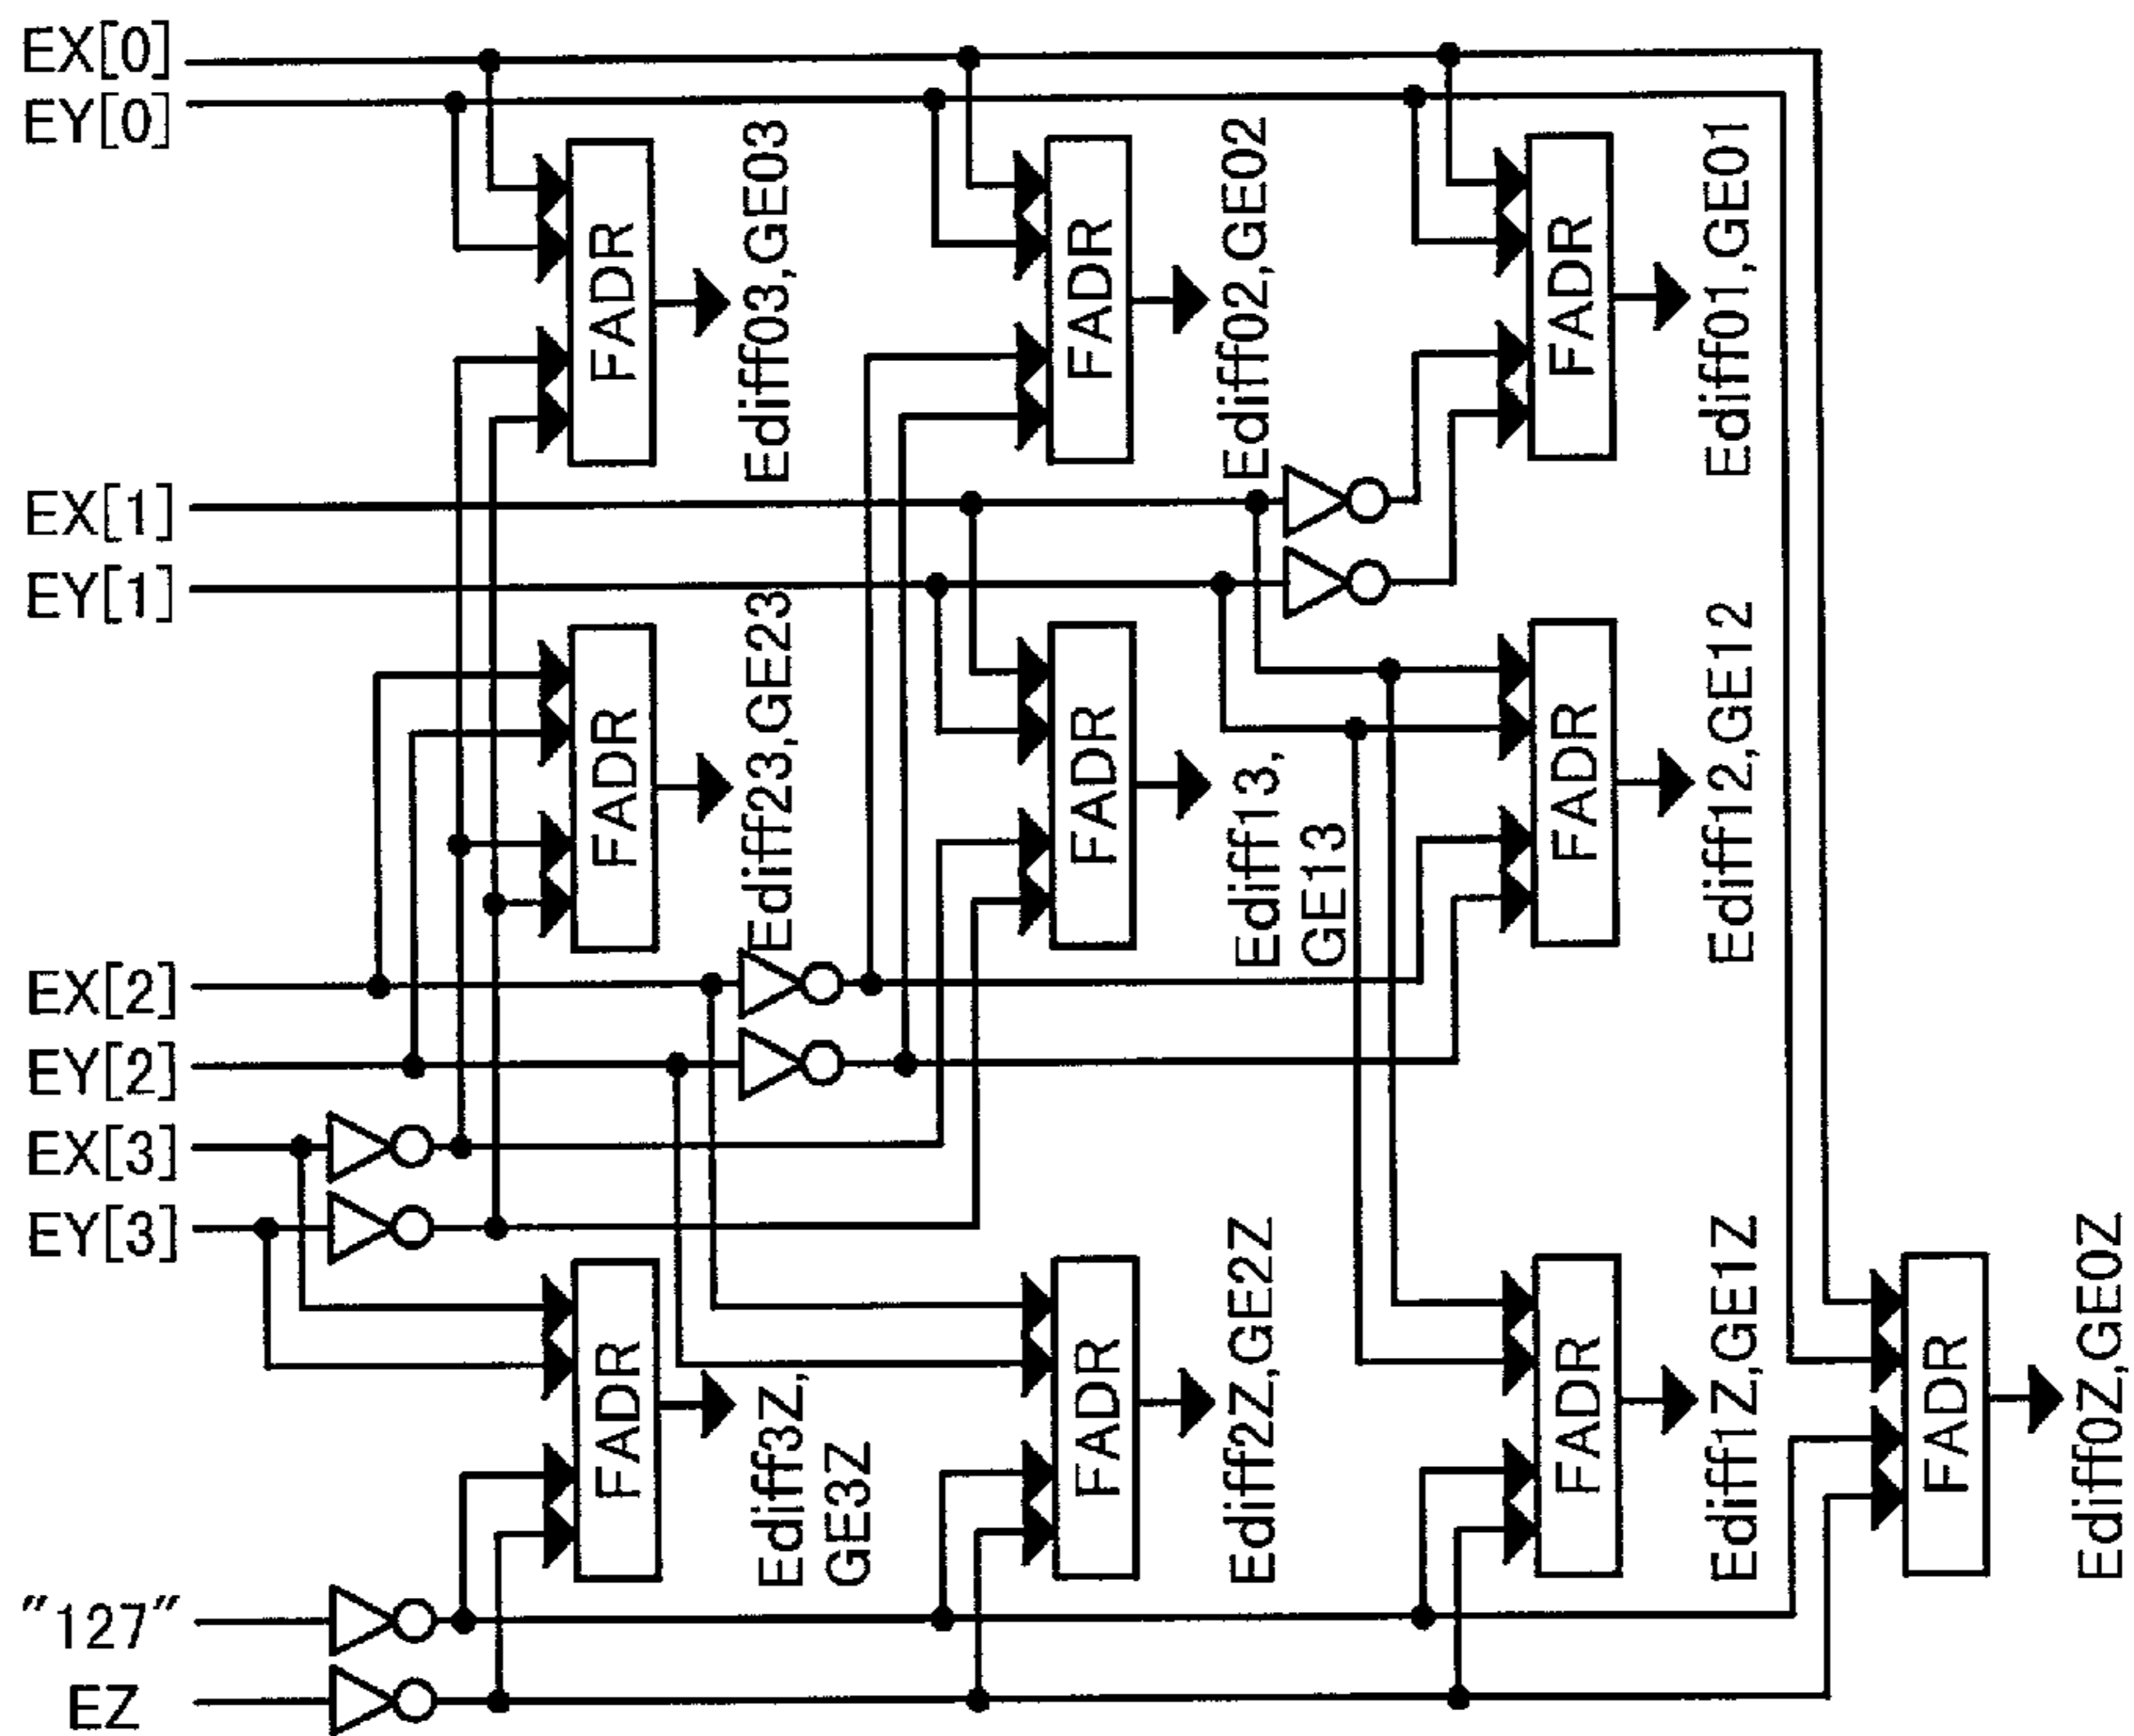 EX[0]
EY[0]
FADR
Ediff03,GE03
FADR
Ediff02,GE02
FADR
Ediff01,GE01
EX[1]
EY[1]
FADR
Ediff23,GE23
FADR
Ediff13,
GE13
FADR
Ediff12,GE12
EX[2]
EY[2]
EX[3]
EY[3]
FADR
Ediff3Z,
GE3Z
FADR
Ediff2Z,GE2Z
FADR
Ediff1Z,GE1Z
FADR
Ediff0Z,GE0Z
"127"
EZ